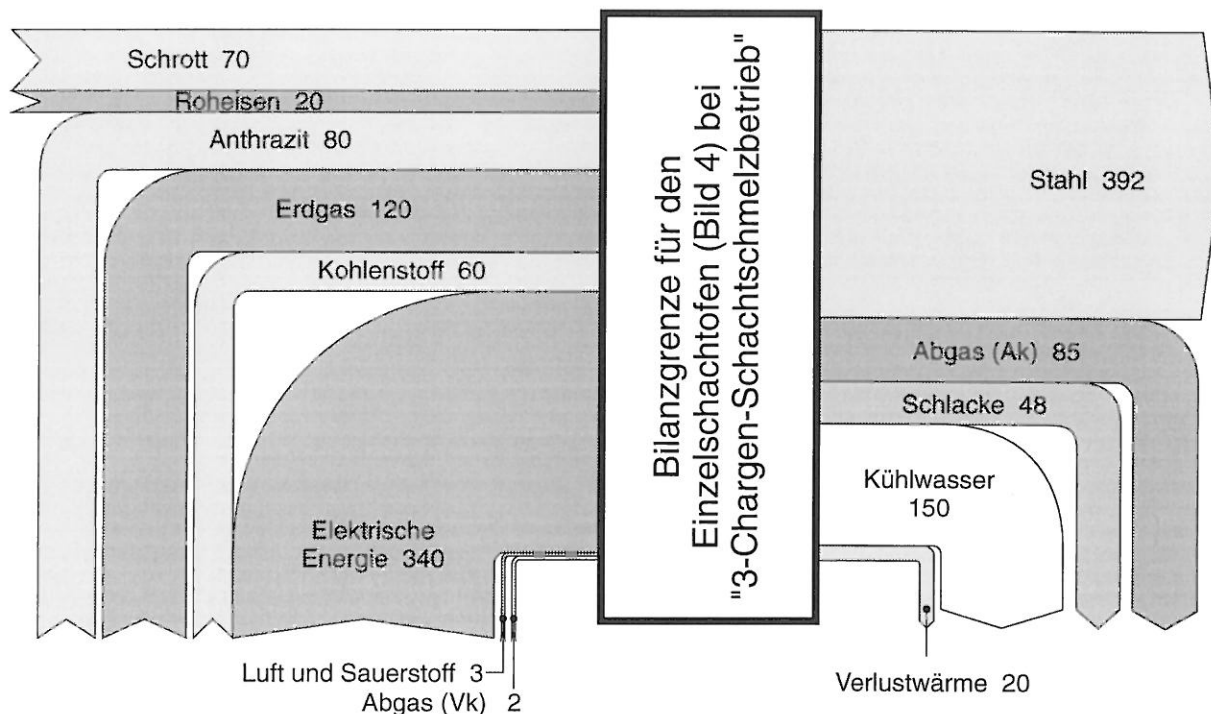 Schrott 70
Roheisen 20
Anthrazit 80
Erdgas 120
Kohlenstoff 60
Elektrische
Energie 340
Luft und Sauerstoff 3
Abgas (Vk) 2
Bilanzgrenze für den
Einzelschachtofen (Bild 4) bei
"3-Chargen-Schachtschmelzbetrieb"
Stahl 392
Abgas (Ak) 85
Schlacke 48
Kühlwasser
150
Verlustwärme 20